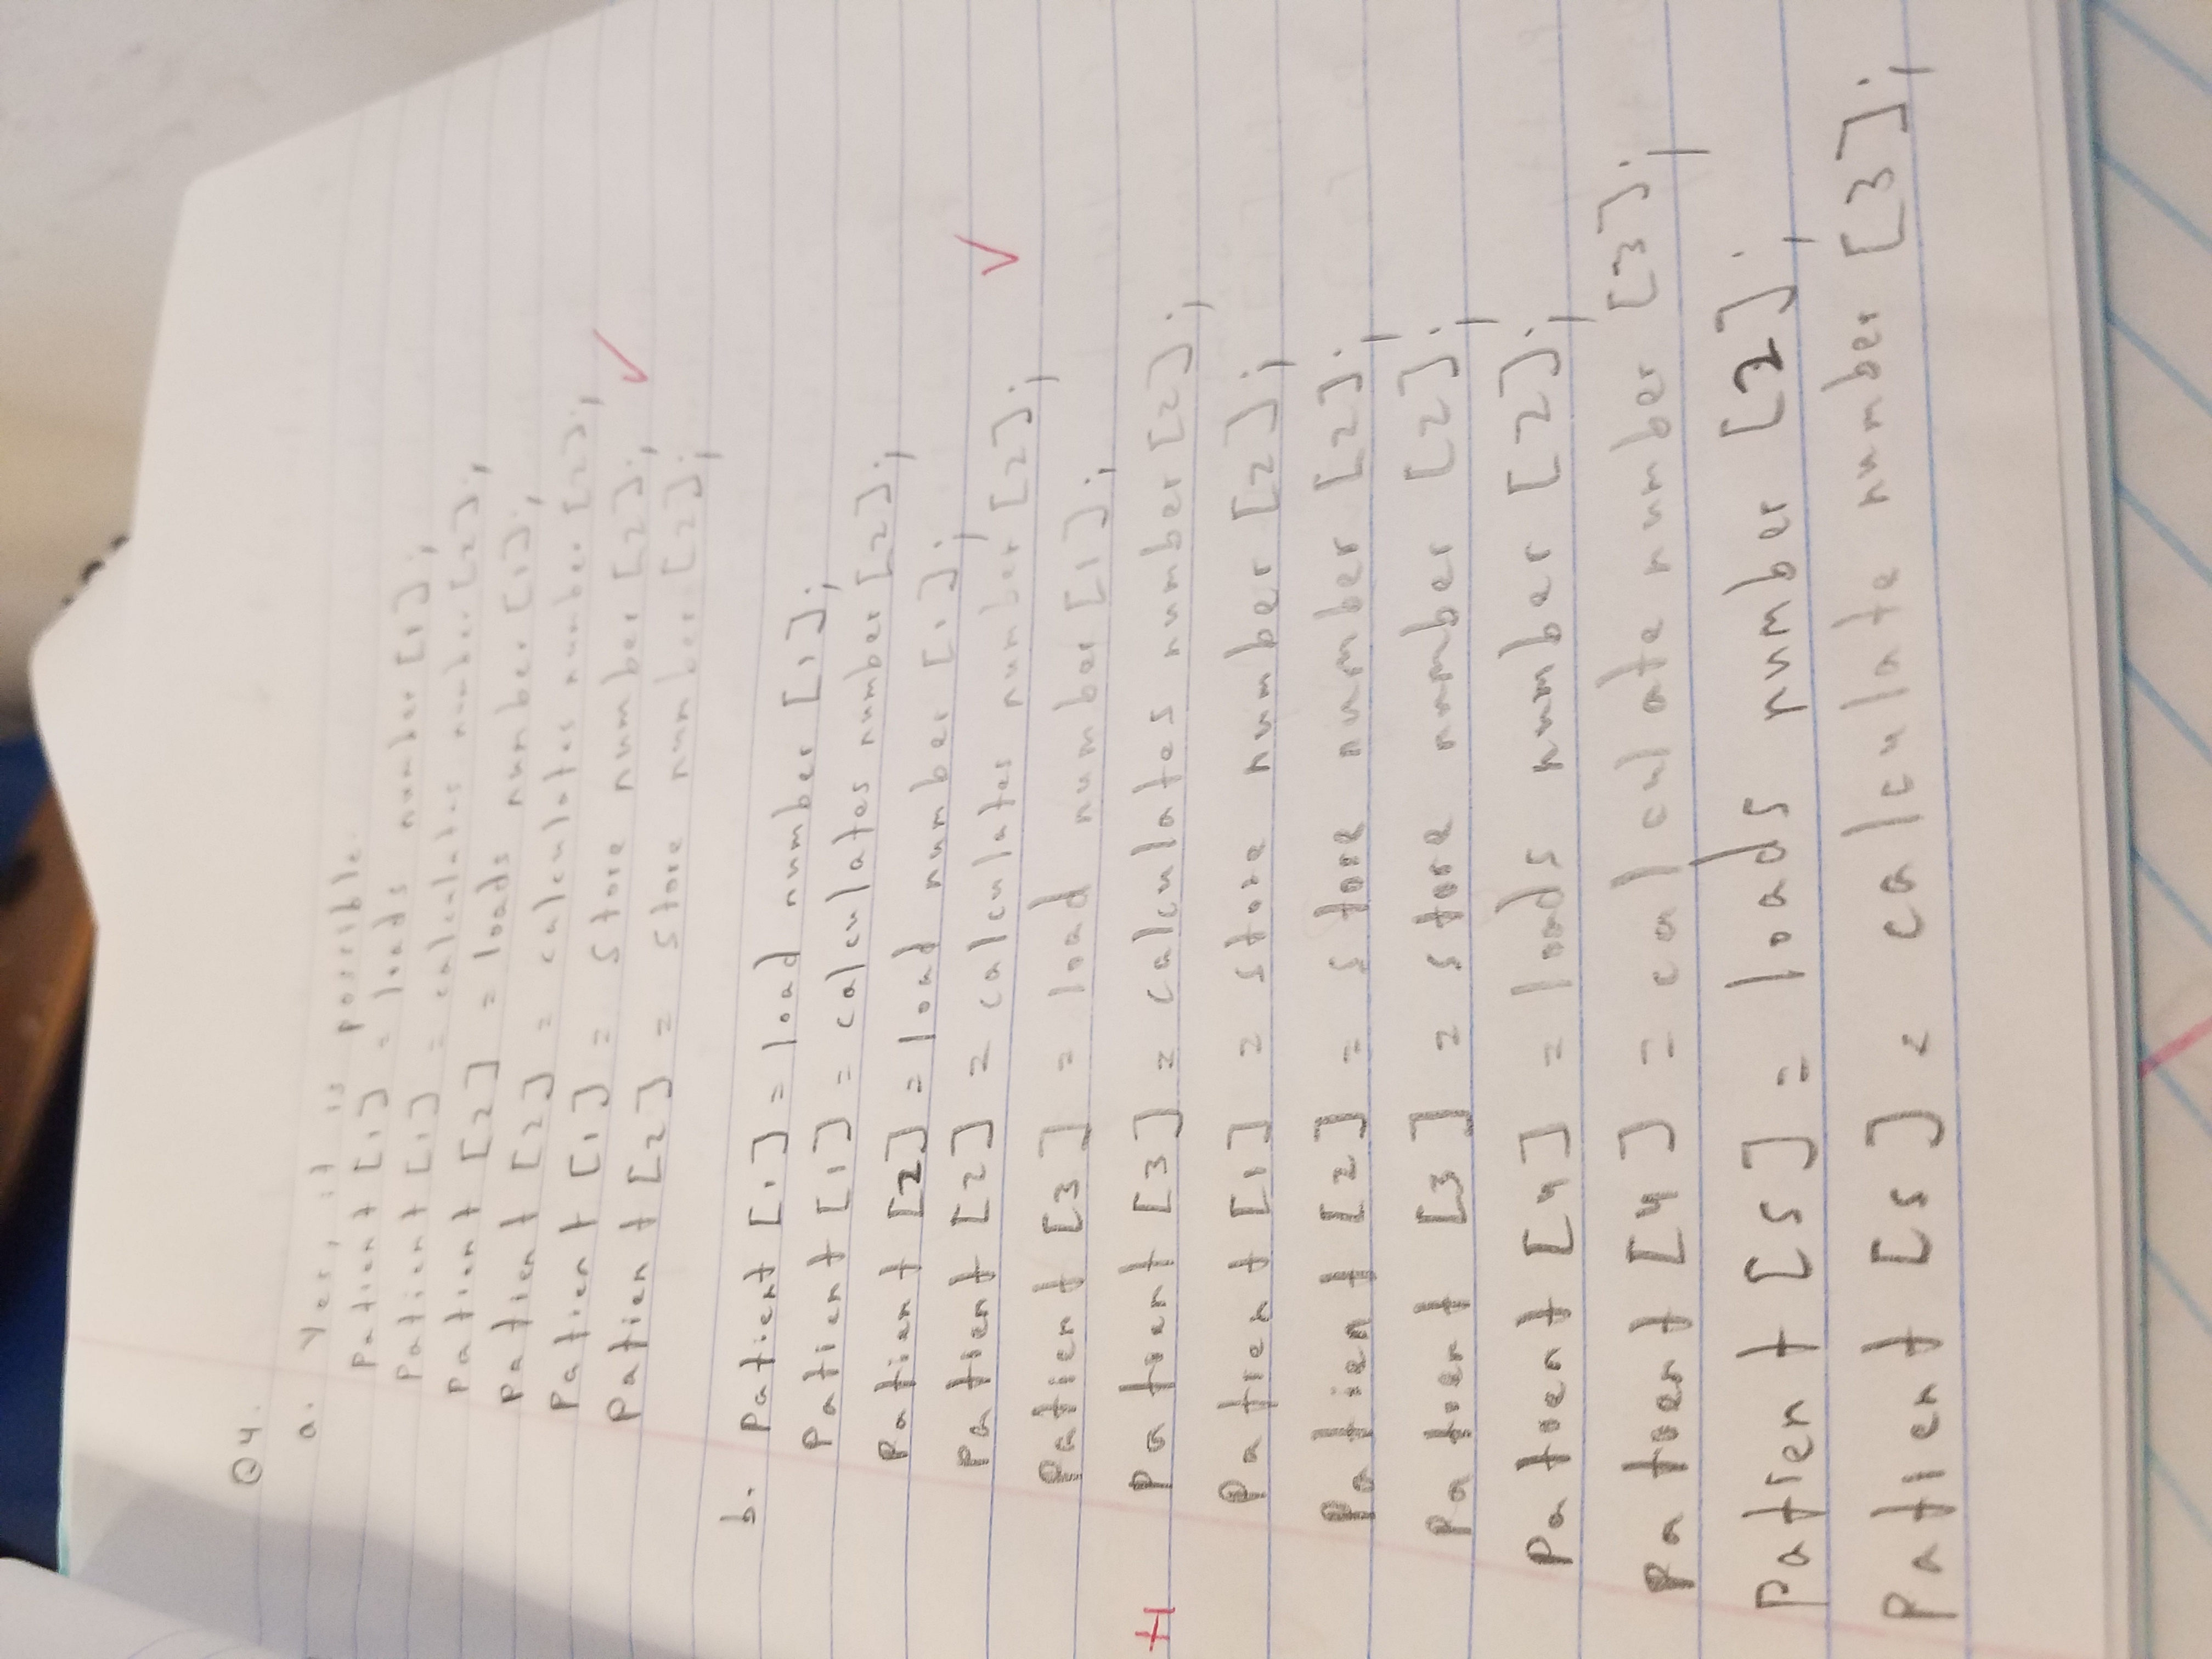 Q4.
a. Yes, it is possible.
Patient [1] = loads number [1];
Patient [1] = calculates number [2];
Patient [2] = loads number [1];
Patient [2] = calculates number [2];
Patient [1] = store number [2]; ✓
Patient [2] = store number [2];
b. Patient [1] = load number [1];
Patient [1] = calculates number [2];
Patient [2] = load number [1];
Patient [2] = calculates number [2]; ✓
Patient [3] = load number [1];
+1 Patient [3] = calculates number [2];
Patient [1] = store number [2];
Patient [2] = store number [2];
Patient [3] = store number [2];
Patient [4] = loads number [2];
Patient [4] = calculate number [3];
Patient [5] = loads number [2];
Patient [5] = calculate number [3];